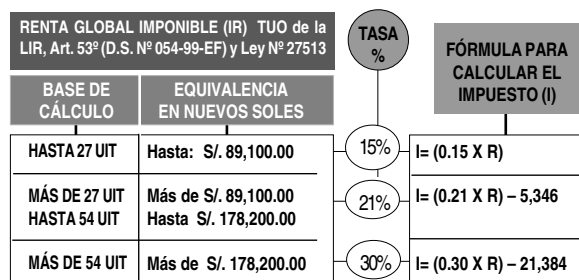 RENTA GLOBAL IMPONIBLE (IR) TUO de la
LIR, Art. 53º (D.S. Nº 054-99-EF) y Ley Nº 27513
TASA
%
FÓRMULA PARA
CALCULAR EL
IMPUESTO (I)
BASE DE
CÁLCULO
EQUIVALENCIA
EN NUEVOS SOLES
HASTA 27 UIT
Hasta: S/. 89,100.00
15%
I= (0.15 X R)
MÁS DE 27 UIT
HASTA 54 UIT
Más de S/. 89,100.00
Hasta S/. 178,200.00
21%
I= (0.21 X R) – 5,346
MÁS DE 54 UIT
Más de S/. 178,200.00
30%
I= (0.30 X R) – 21,384